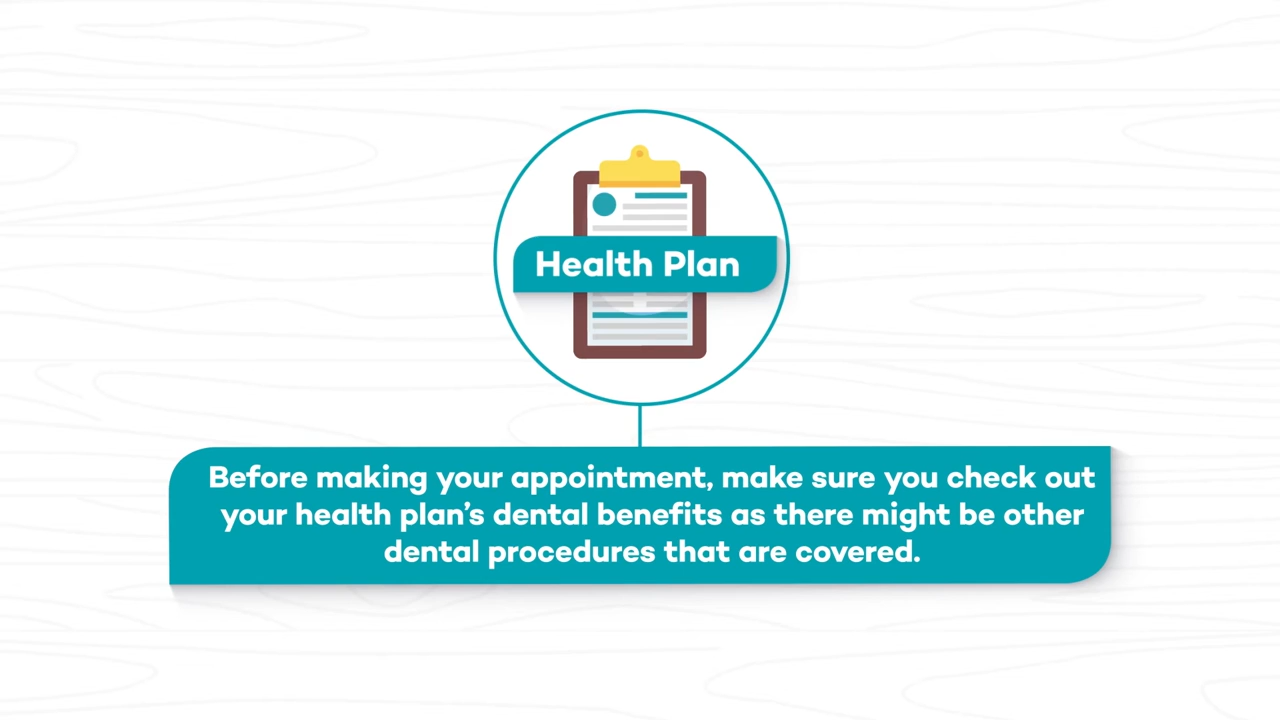 Health Plan
Before making your appointment, make sure you check out
your health plan’s dental benefits as there might be other
dental procedures that are covered.